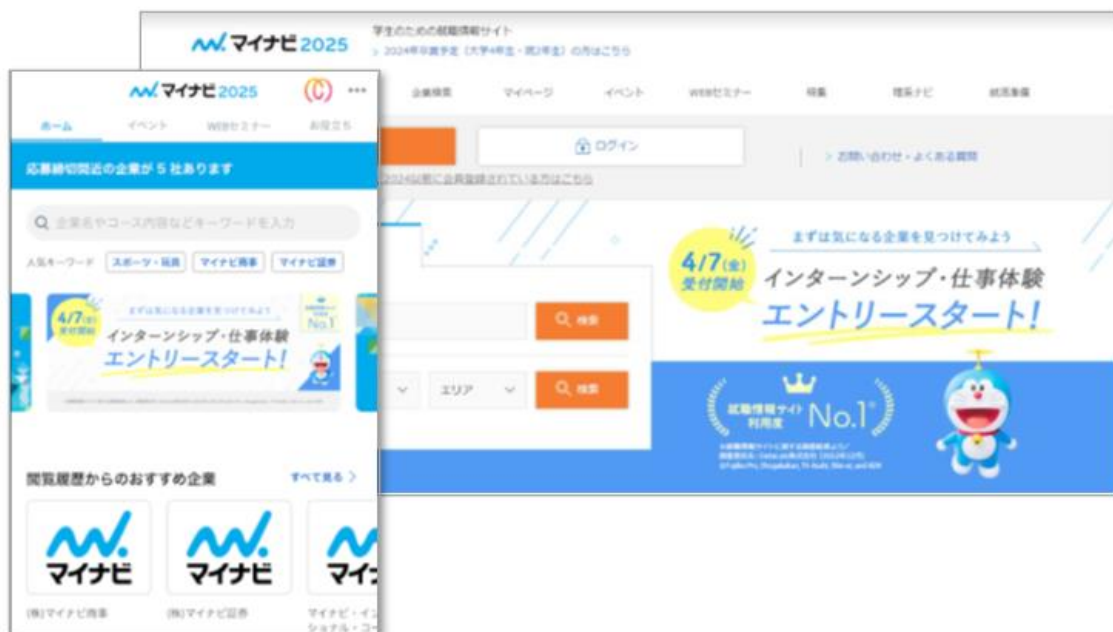 マイナビ2025
学生のための就職情報サイト
2024年卒業予定（大学4年生・院2年生）の方はこちら
企業検索
マイページ
イベント
WEBセミナー
特集
理系ナビ
就活準備
ログイン
お問い合わせ・よくある質問
2024以前に会員登録されている方はこちら
検索
エリア
検索
4/7(金)
受付開始
まずは気になる企業を見つけてみよう
インターンシップ・仕事体験
エントリースタート!
就職情報サイト
利用度
No.1
マイナビ2025
ホーム
イベント
WEBセミナー
お役立ち
応募締切間近の企業が 5 社あります
企業名やコース内容などキーワードを入力
人気キーワード
スポーツ・玩具
マイナビ商事
マイナビ証券
4/7(金)
受付開始
まずは気になる企業を見つけてみよう
インターンシップ・仕事体験
エントリースタート!
No.1
閲覧履歴からのおすすめ企業
すべて見る
マイナビ
マイナビ
マイナ
(株)マイナビ商事
(株)マイナビ証券
マイナビ・イン
ショナル・コー